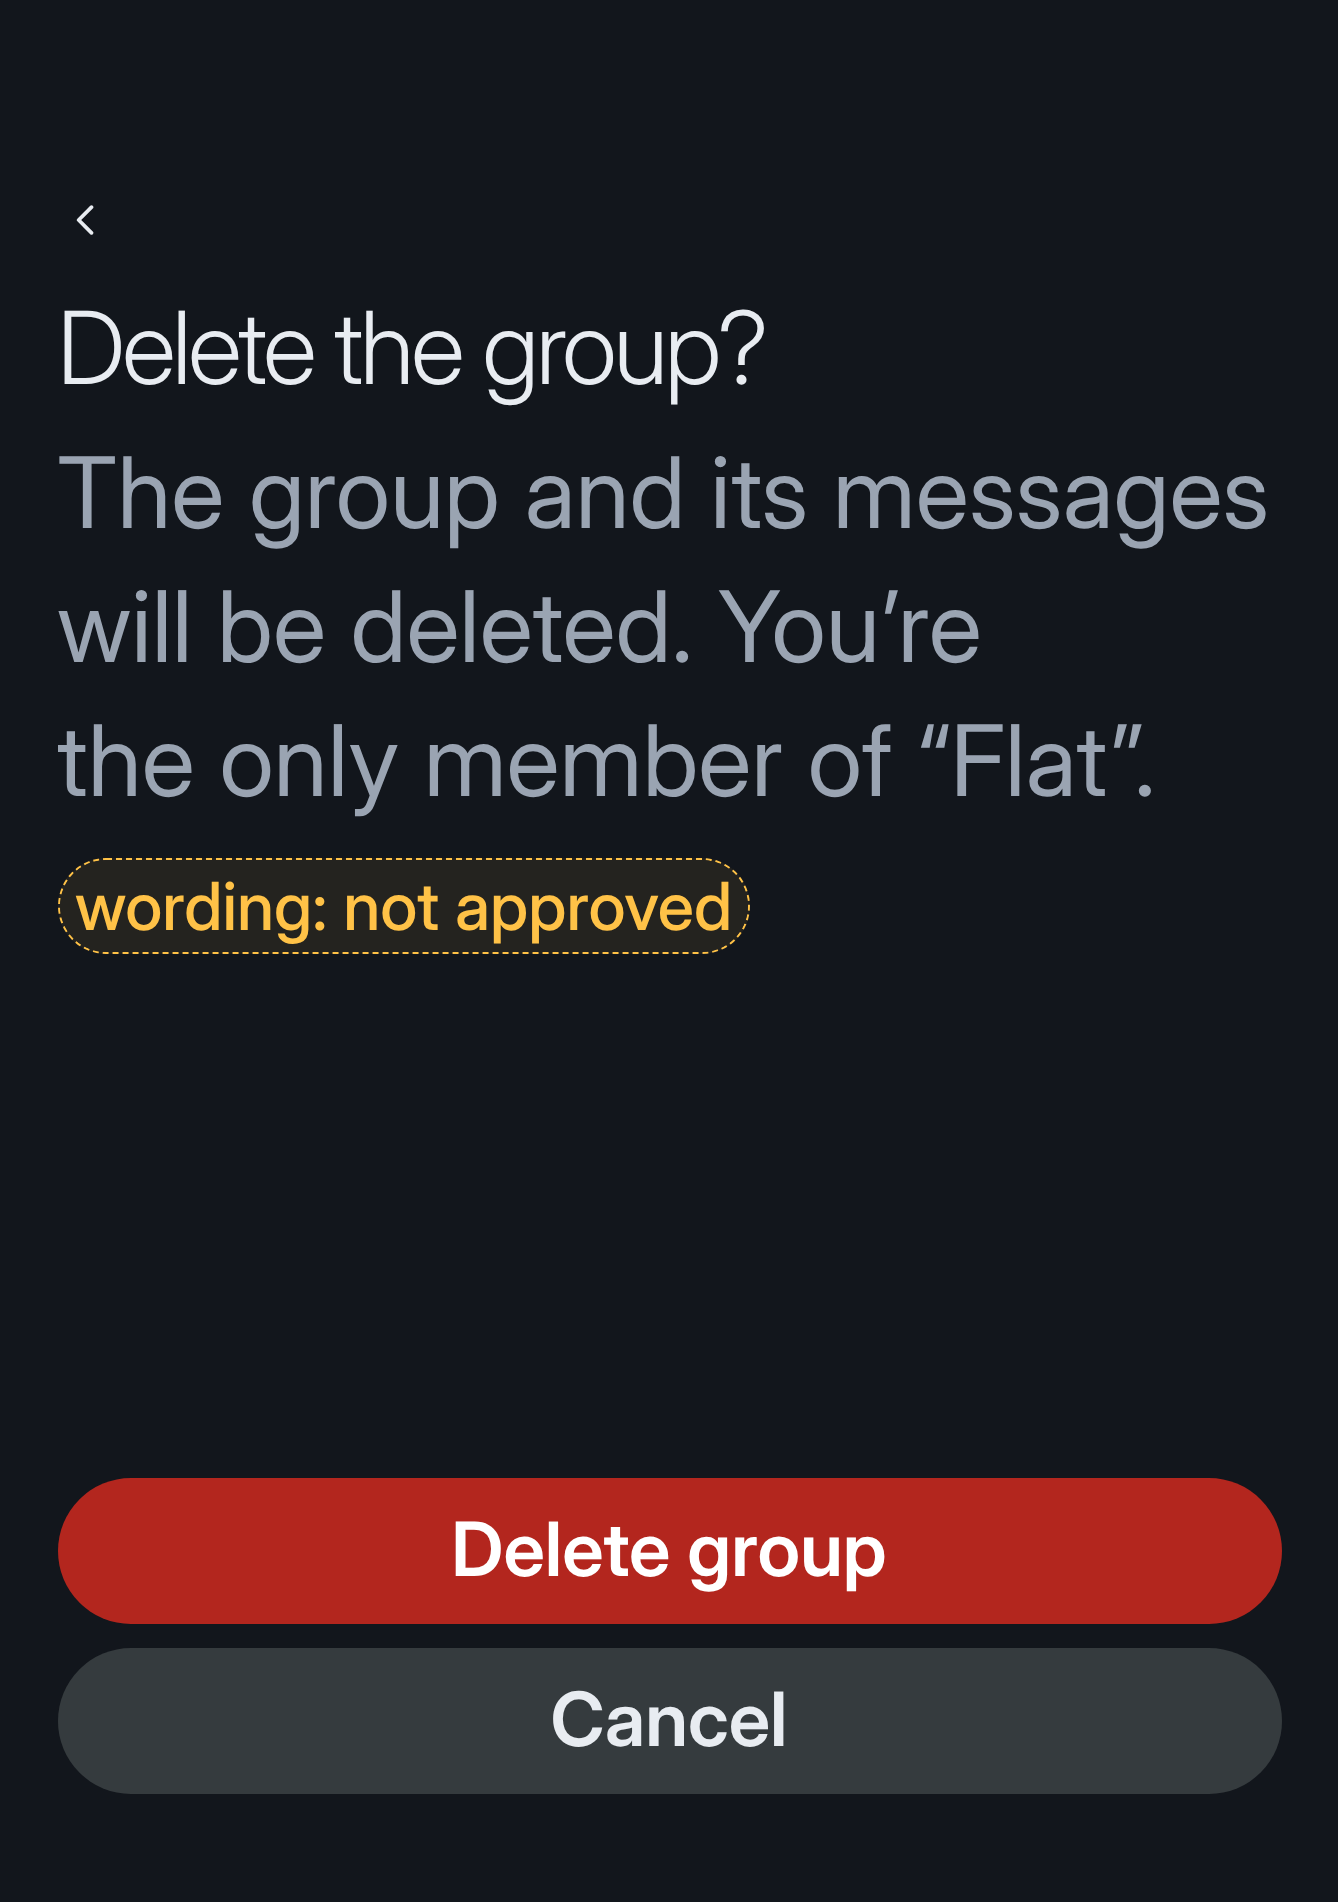 Delete the group?
The group and its messages
will be deleted. You’re
the only member of “Flat”.
wording: not approved
Delete group
Cancel